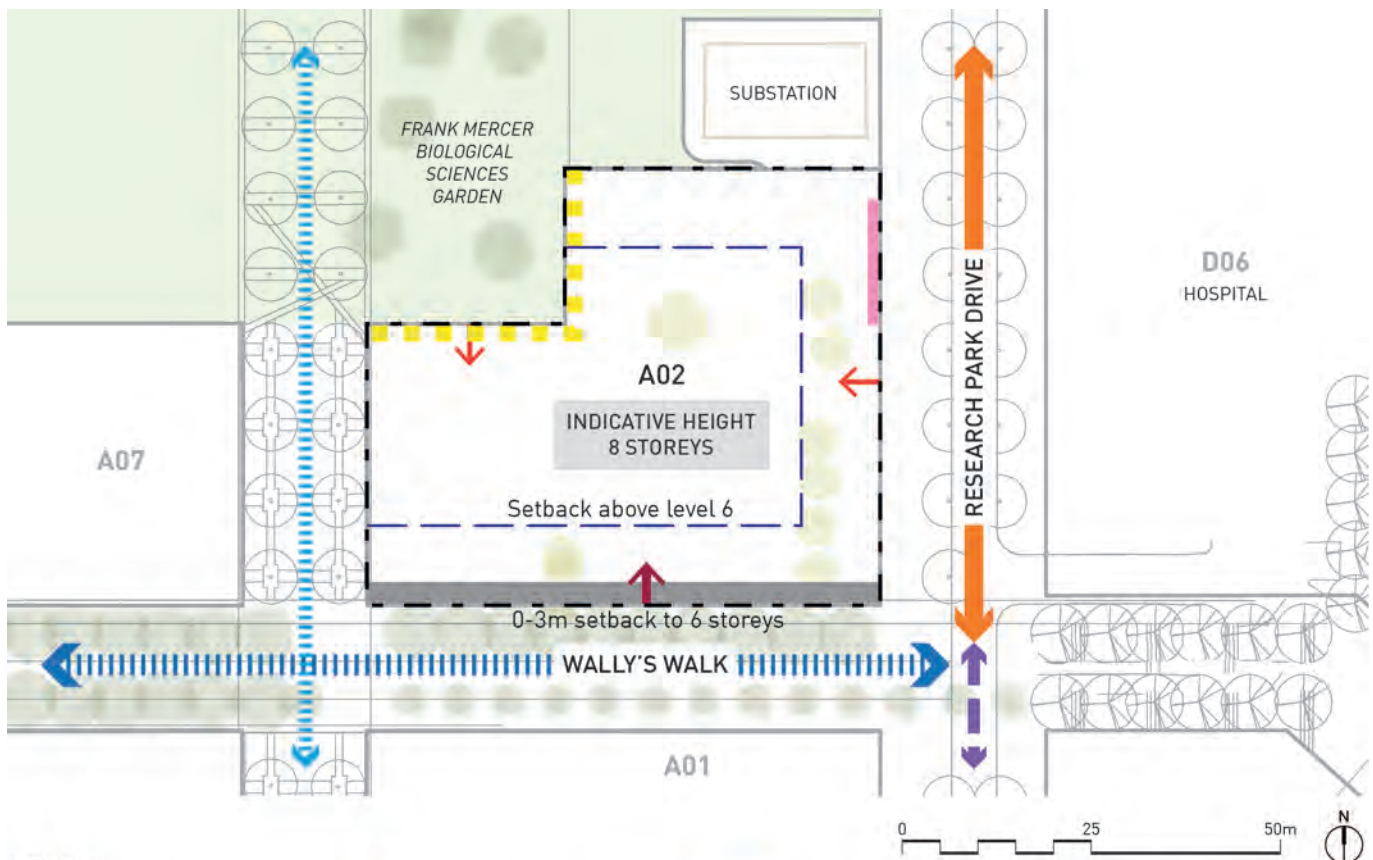 SUBSTATION
FRANK MERCER
BIOLOGICAL
SCIENCES
GARDEN
RESEARCH PARK DRIVE
D06
HOSPITAL
A02
INDICATIVE HEIGHT
8 STOREYS
A07
Setback above level 6
0-3m setback to 6 storeys
WALLY'S WALK
A01
0 25 50m
N